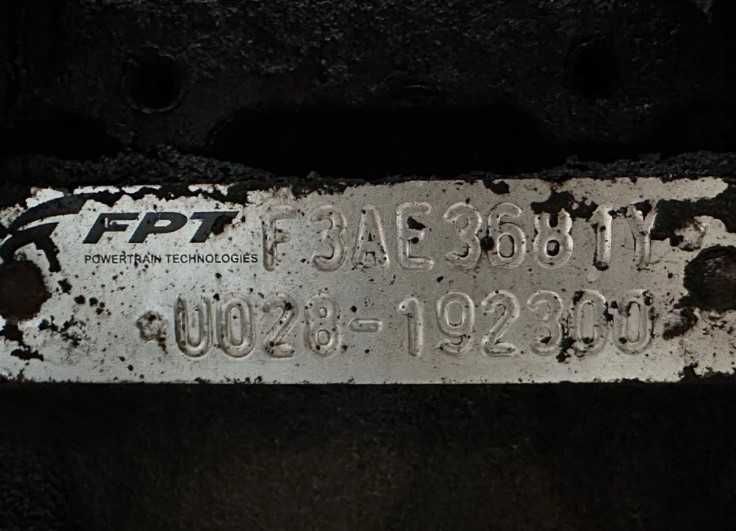 FPT
POWERTRAIN TECHNOLOGIES
F3AE3681Y
U028-192300